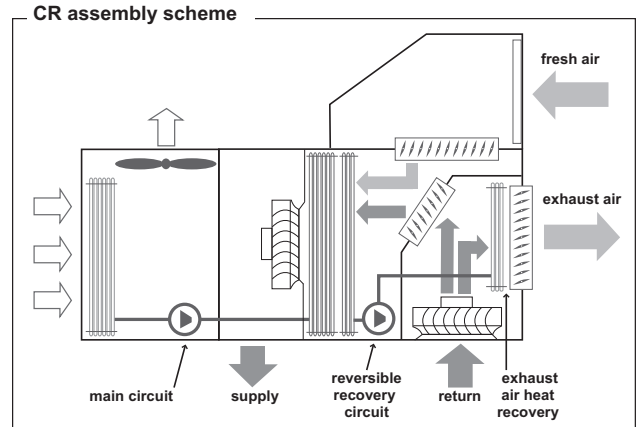 CR assembly scheme
fresh air
exhaust air
main circuit
supply
reversible
recovery
circuit
return
exhaust
air heat
recovery